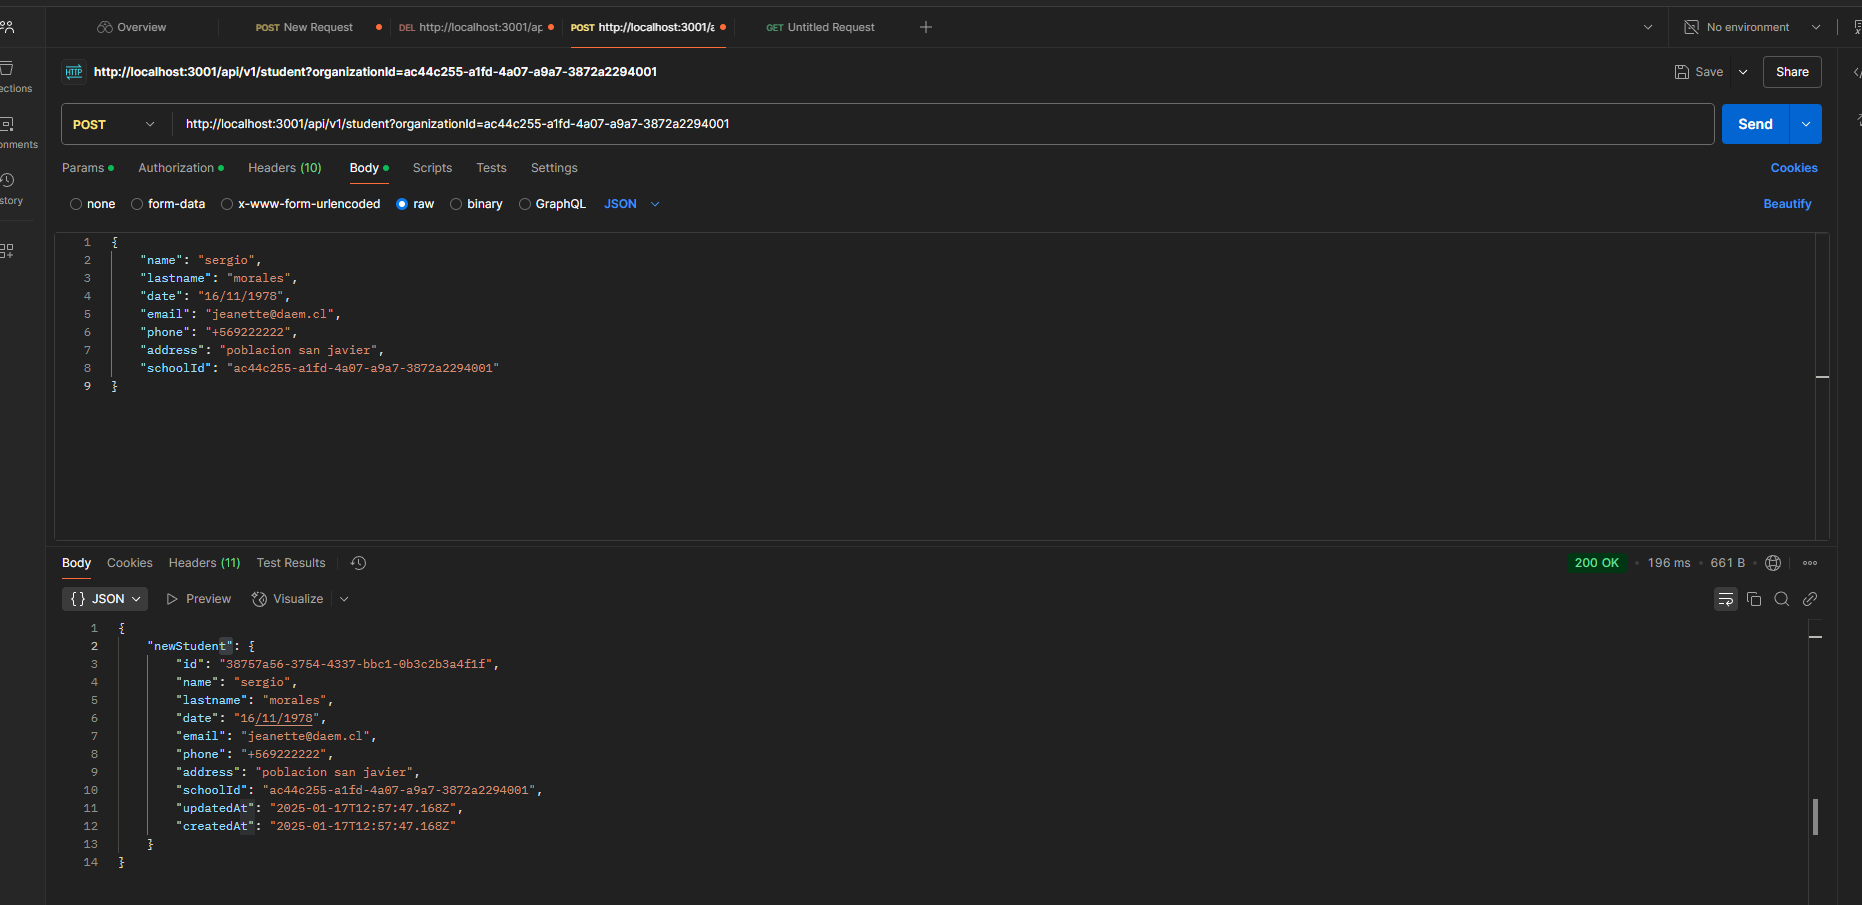 Overview POST New Request DEL http://localhost:3001/ap POST http://localhost:3001/a GET Untitled Request No environment
HTTP http://localhost:3001/api/v1/student?organizationId=ac44c255-a1fd-4a07-a9a7-3872a2294001 Save Share
ections
POST http://localhost:3001/api/v1/student?organizationId=ac44c255-a1fd-4a07-a9a7-3872a2294001 Send
onments
Params Authorization Headers (10) Body Scripts Tests Settings Cookies
story
none form-data x-www-form-urlencoded raw binary GraphQL JSON Beautify
1 {
2 "name": "sergio",
3 "lastname": "morales",
4 "date": "16/11/1978",
5 "email": "jeanette@daem.cl",
6 "phone": "+569222222",
7 "address": "poblacion san javier",
8 "schoolId": "ac44c255-a1fd-4a07-a9a7-3872a2294001"
9 }
Body Cookies Headers (11) Test Results 200 OK • 196 ms • 661 B •
{} JSON Preview Visualize
1 {
2 "newStudent": {
3 "id": "38757a56-3754-4337-bbc1-0b3c2b3a4f1f",
4 "name": "sergio",
5 "lastname": "morales",
6 "date": "16/11/1978",
7 "email": "jeanette@daem.cl",
8 "phone": "+569222222",
9 "address": "poblacion san javier",
10 "schoolId": "ac44c255-a1fd-4a07-a9a7-3872a2294001",
11 "updatedAt": "2025-01-17T12:57:47.168Z",
12 "createdAt": "2025-01-17T12:57:47.168Z"
13 }
14 }